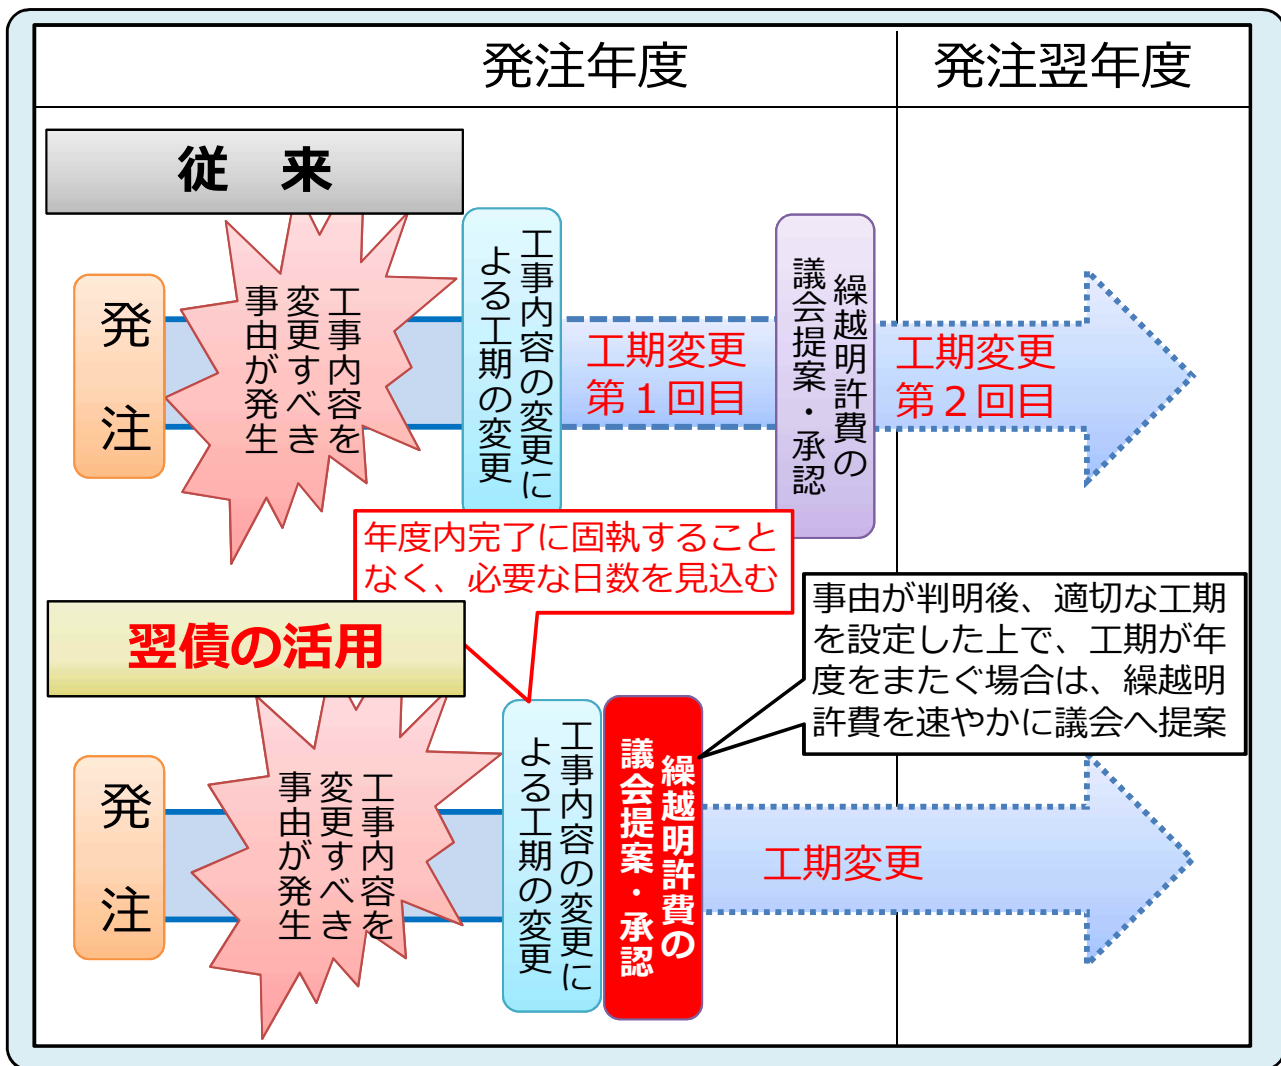 発注年度
発注翌年度
従　来
発　注
工事内容を
変更すべき
事由が発生
工事内容の変更に
よる工期の変更
工期変更
第１回目
繰越明許費の
議会提案・承認
工期変更
第２回目
年度内完了に固執すること
なく、必要な日数を見込む
翌債の活用
事由が判明後、適切な工期
を設定した上で、工期が年
度をまたぐ場合は、繰越明
許費を速やかに議会へ提案
発　注
工事内容を
変更すべき
事由が発生
工事内容の変更に
よる工期の変更
繰越明許費の
議会提案・承認
工期変更